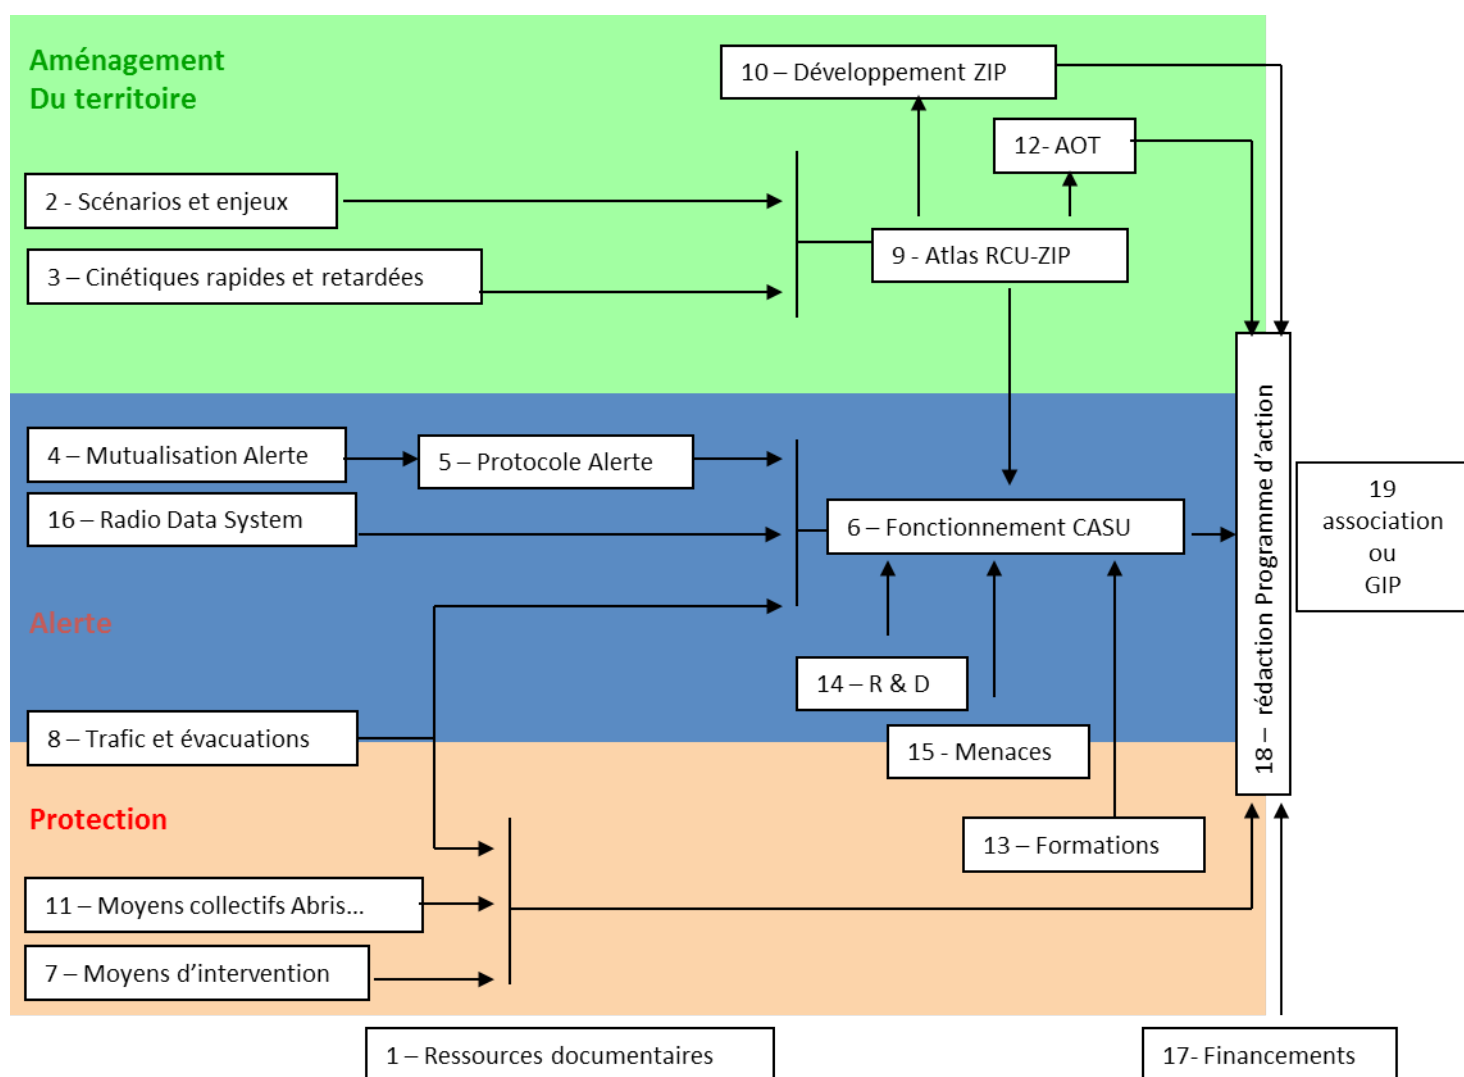 Aménagement
Du territoire
10 – Développement ZIP
12- AOT
2 - Scénarios et enjeux
9 - Atlas RCU-ZIP
3 – Cinétiques rapides et retardées
4 – Mutualisation Alerte
5 – Protocole Alerte
16 – Radio Data System
6 – Fonctionnement CASU
18 – rédaction Programme d’action
19
association
ou
GIP
Alerte
14 – R & D
8 – Trafic et évacuations
15 - Menaces
Protection
13 – Formations
11 – Moyens collectifs Abris...
7 – Moyens d’intervention
1 – Ressources documentaires
17- Financements